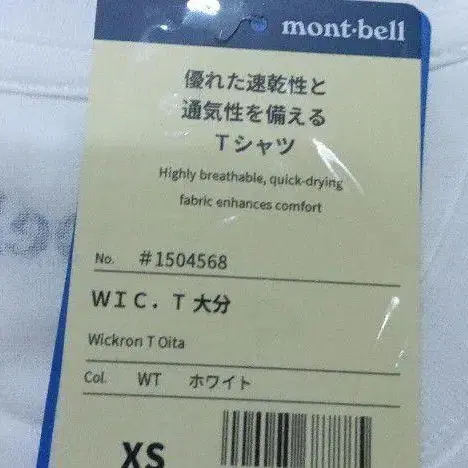 mont·bell
優れた速乾性と
通気性を備える
Tシャツ
Highly breathable, quick-drying
fabric enhances comfort
No. #1504568
WIC. T 大分
Wickron T Oita
Col. WT ホワイト
XS